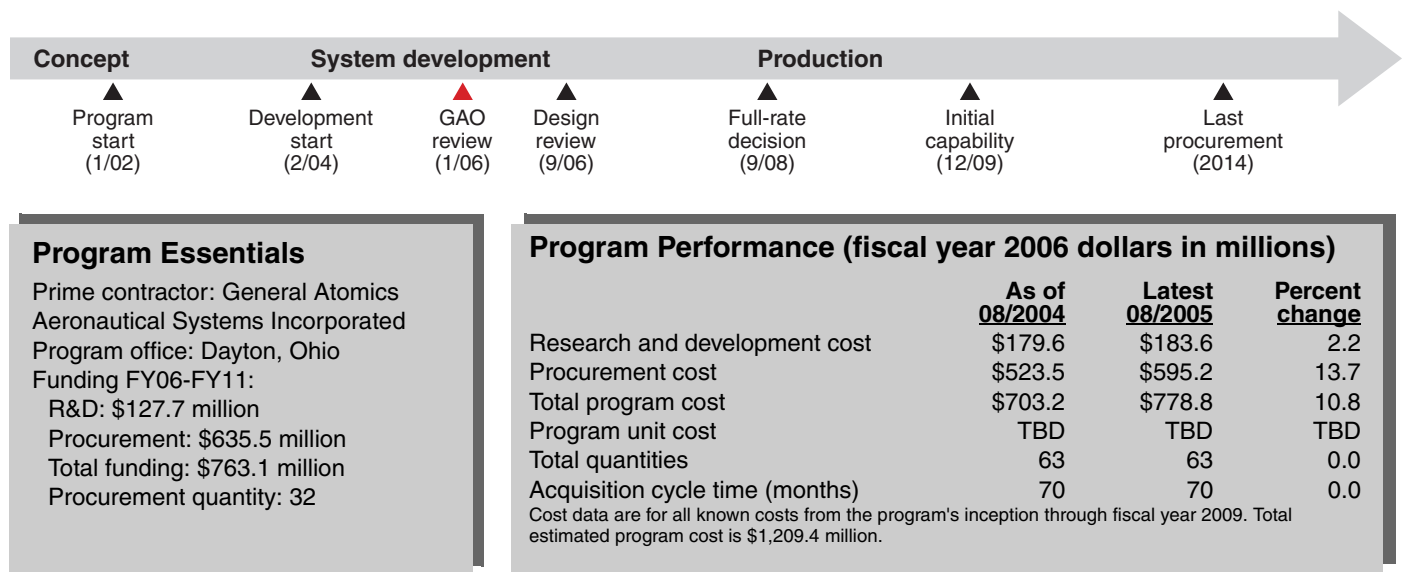 Concept System development Production
Program start (1/02)
Development start (2/04)
GAO review (1/06)
Design review (9/06)
Full-rate decision (9/08)
Initial capability (12/09)
Last procurement (2014)
Program Essentials
Prime contractor: General Atomics
Aeronautical Systems Incorporated
Program office: Dayton, Ohio
Funding FY06-FY11:
R&D: $127.7 million
Procurement: $635.5 million
Total funding: $763.1 million
Procurement quantity: 32
Program Performance (fiscal year 2006 dollars in millions)
As of 08/2004 Latest 08/2005 Percent change
Research and development cost $179.6 $183.6 2.2
Procurement cost $523.5 $595.2 13.7
Total program cost $703.2 $778.8 10.8
Program unit cost TBD TBD TBD
Total quantities 63 63 0.0
Acquisition cycle time (months) 70 70 0.0
Cost data are for all known costs from the program's inception through fiscal year 2009. Total
estimated program cost is $1,209.4 million.